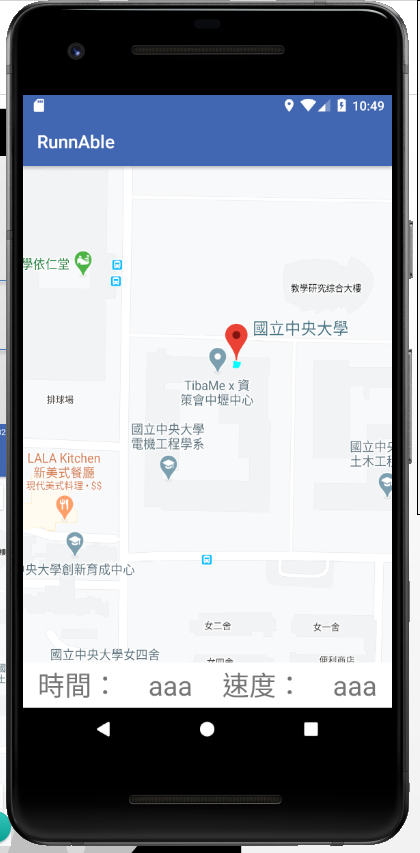 10:49
RunnAble
學依仁堂
教學研究綜合大樓
國立中央大學
TibaMe x 資
策會中壢中心
排球場
國立中央大學
電機工程學系
國立中央
土木工程
LALA Kitchen
新美式餐廳
現代美式料理・$$
央大學創新育成中心
女二舍
女一舍
國立中央大學女四舍
女四舍
便利商店
時間： aaa 速度： aaa